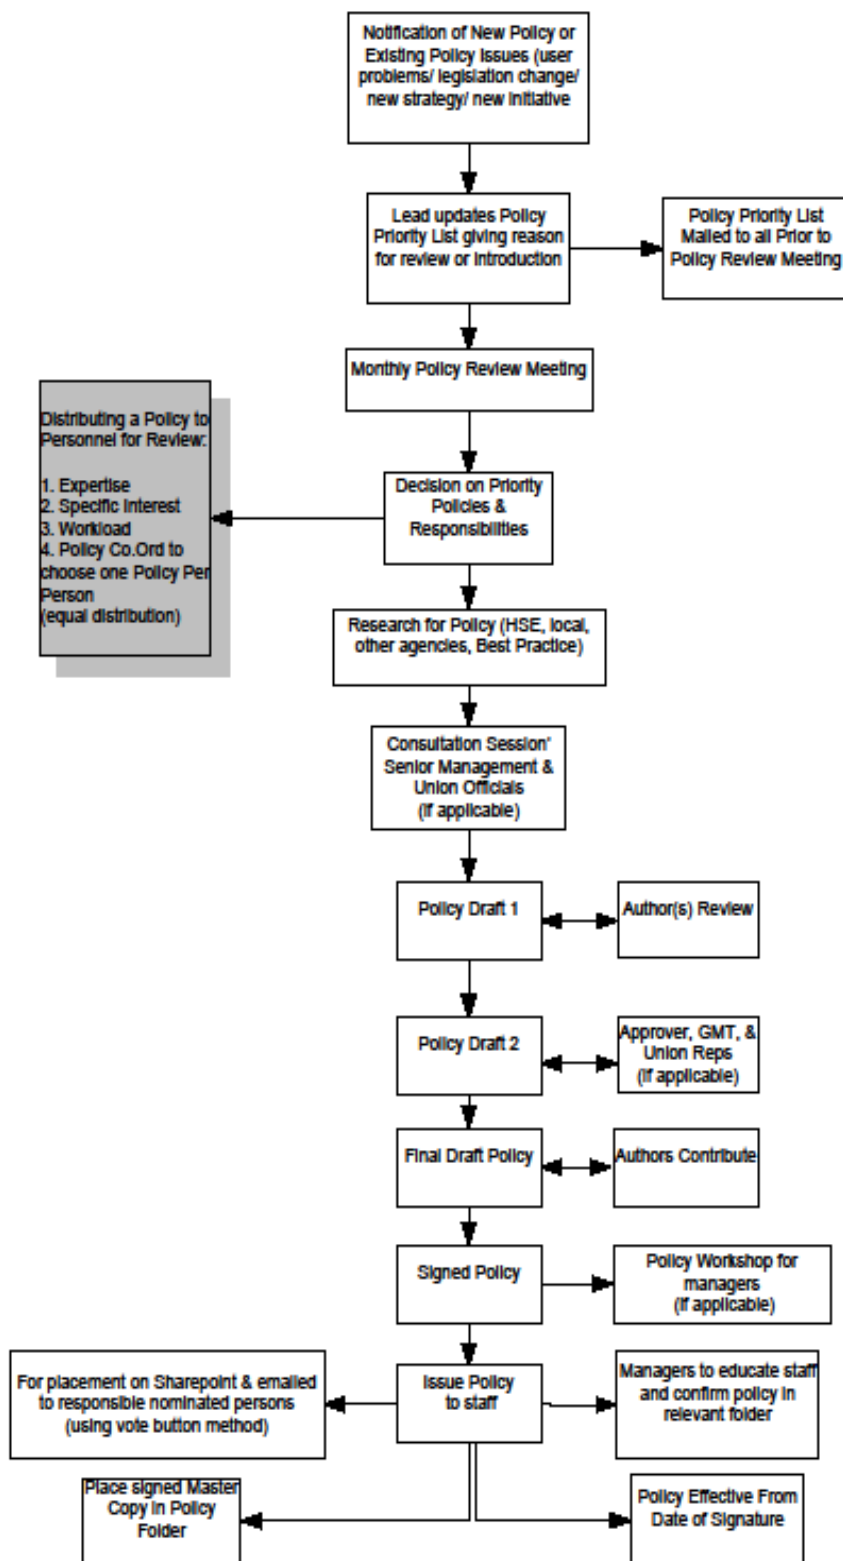 Notification of New Policy or
Existing Policy Issues (user
problems/ legislation change/
new strategy/ new initiative
Lead updates Policy
Priority List giving reason
for review or Introduction
Policy Priority List
Mailed to all Prior to
Policy Review Meeting
Monthly Policy Review Meeting
Distributing a Policy to
Personnel for Review:
1. Expertise
2. Specific Interest
3. Workload
4. Policy Co.Ord to
choose one Policy Per
Person
(equal distribution)
Decision on Priority
Policies &
Responsibilities
Research for Policy (HSE, local,
other agencies, Best Practice)
Consultation Session'
Senior Management &
Union Officials
(if applicable)
Policy Draft 1
Author(s) Review
Policy Draft 2
Approver, GMT, &
Union Reps
(if applicable)
Final Draft Policy
Authors Contribute
Signed Policy
Policy Workshop for
managers
(if applicable)
For placement on Sharepoint & emailed
to responsible nominated persons
(using vote button method)
Issue Policy
to staff
Managers to educate staff
and confirm policy in
relevant folder
Place signed Master
Copy in Policy
Folder
Policy Effective From
Date of Signature